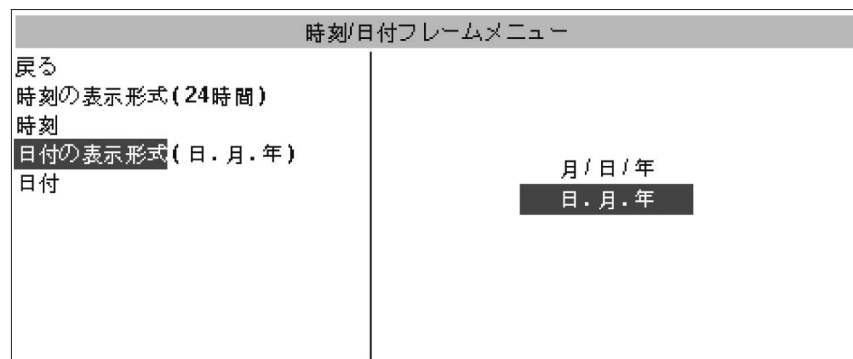 時刻/日付フレームメニュー
戻る
時刻の表示形式(24時間)
時刻
日付の表示形式(日.月.年)
日付
月/日/年
日.月.年